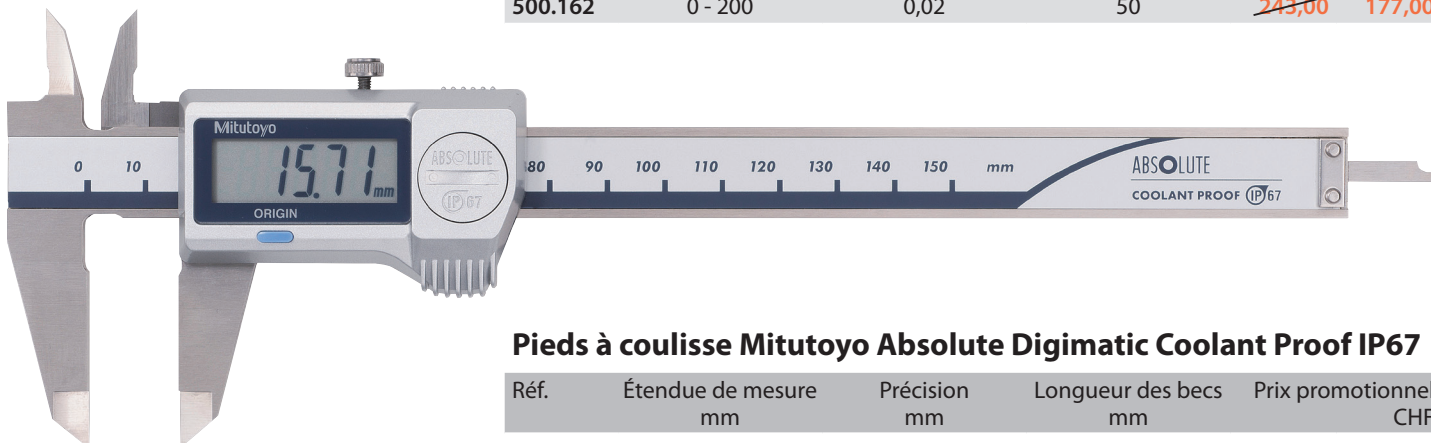 500.162 0 - 200 0,02 50 243,00 177,00
Mitutoyo
15.71 mm
ORIGIN
ABSOLUTE
IP67
0 10 80 90 100 110 120 130 140 150 mm
ABSOLUTE
COOLANT PROOF IP67
Pieds à coulisse Mitutoyo Absolute Digimatic Coolant Proof IP67
Réf. Étendue de mesure Précision Longueur des becs Prix promotionnel
mm mm mm CHF